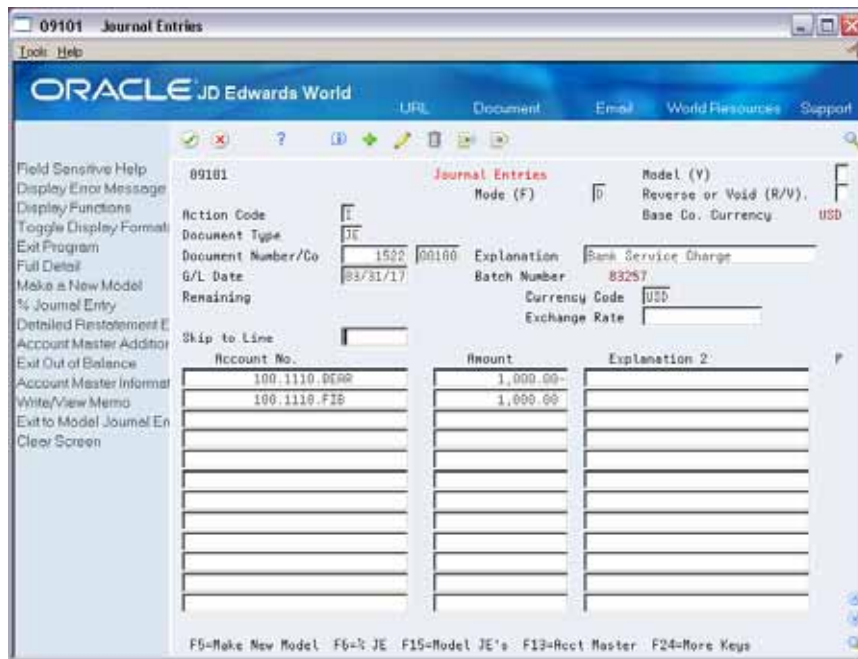 09101 Journal Entries
Tools Help
ORACLE JD Edwards World
URL Document Email World Resources Support
Field Sensitive Help
Display Error Message
Display Functions
Toggle Display Formats
Exit Program
Full Detail
Make a New Model
% Journal Entry
Detailed Restatement E
Account Master Addition
Exit Out of Balance
Account Master Informat
Write/View Memo
Exit to Model Journal En
Clear Screen
09101 Journal Entries Model (Y)
Mode (F) D Reverse or Void (R/V).
Action Code I Base Co. Currency USD
Document Type JE
Document Number/Co 1522 00100 Explanation Bank Service Charge
G/L Date 03/31/17 Batch Number 83257
Remaining Currency Code USD
Exchange Rate
Skip to Line
Account No. Amount Explanation 2 P
100.1110.BEAR 1,000.00-
100.1110.FIB 1,000.00
F5=Make New Model F6=% JE F15=Model JE's F13=Acct Master F24=More Keys